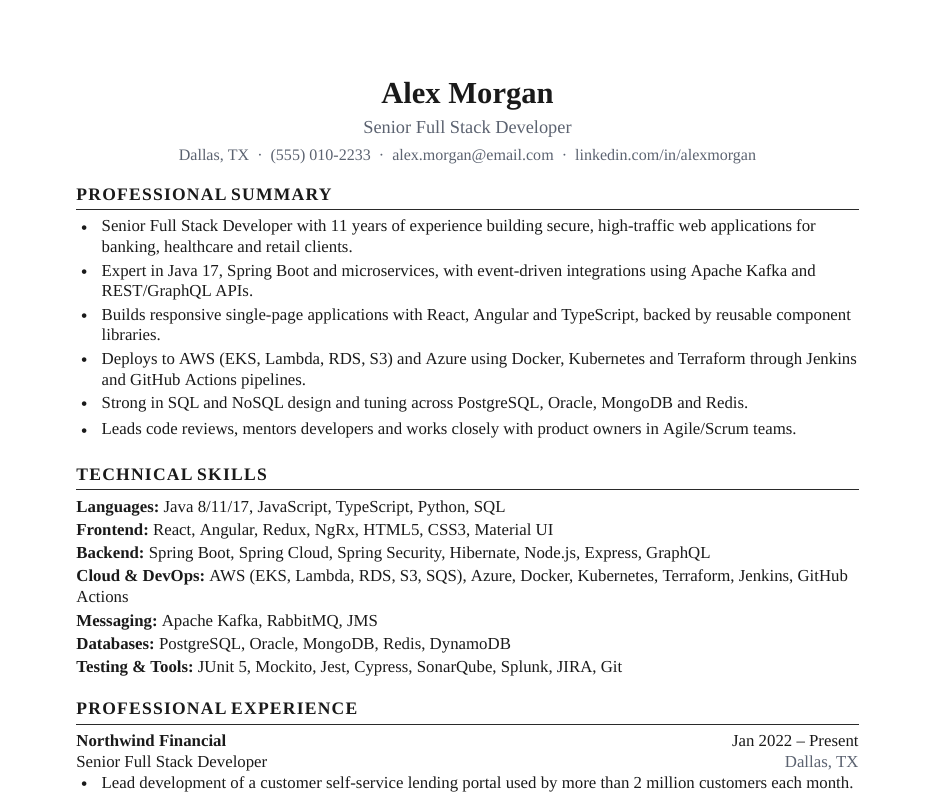 Alex Morgan
Senior Full Stack Developer
Dallas, TX · (555) 010-2233 · alex.morgan@email.com · linkedin.com/in/alexmorgan
PROFESSIONAL SUMMARY
• Senior Full Stack Developer with 11 years of experience building secure, high-traffic web applications for
banking, healthcare and retail clients.
• Expert in Java 17, Spring Boot and microservices, with event-driven integrations using Apache Kafka and
REST/GraphQL APIs.
• Builds responsive single-page applications with React, Angular and TypeScript, backed by reusable component
libraries.
• Deploys to AWS (EKS, Lambda, RDS, S3) and Azure using Docker, Kubernetes and Terraform through Jenkins
and GitHub Actions pipelines.
• Strong in SQL and NoSQL design and tuning across PostgreSQL, Oracle, MongoDB and Redis.
• Leads code reviews, mentors developers and works closely with product owners in Agile/Scrum teams.
TECHNICAL SKILLS
Languages: Java 8/11/17, JavaScript, TypeScript, Python, SQL
Frontend: React, Angular, Redux, NgRx, HTML5, CSS3, Material UI
Backend: Spring Boot, Spring Cloud, Spring Security, Hibernate, Node.js, Express, GraphQL
Cloud & DevOps: AWS (EKS, Lambda, RDS, S3, SQS), Azure, Docker, Kubernetes, Terraform, Jenkins, GitHub
Actions
Messaging: Apache Kafka, RabbitMQ, JMS
Databases: PostgreSQL, Oracle, MongoDB, Redis, DynamoDB
Testing & Tools: JUnit 5, Mockito, Jest, Cypress, SonarQube, Splunk, JIRA, Git
PROFESSIONAL EXPERIENCE
Northwind Financial Jan 2022 – Present
Senior Full Stack Developer Dallas, TX
• Lead development of a customer self-service lending portal used by more than 2 million customers each month.